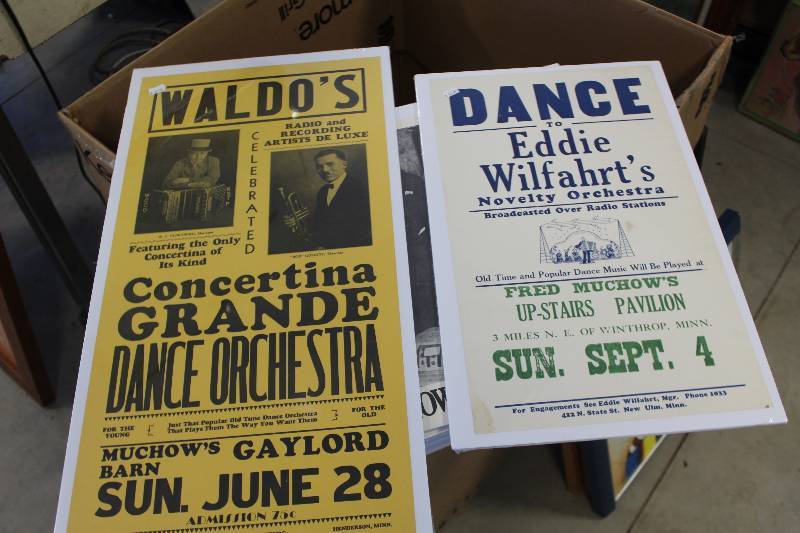 more.
Grill
WALDO'S
CELEBRATED
RADIO and
RECORDING
ARTISTS DE LUXE
Featuring the Only
Concertina of
Its Kind
Concertina
GRANDE
DANCE ORCHESTRA
FOR THE
YOUNG
Just That Popular Old Time Dance Orchestra
That Plays Them The Way You Want Them
FOR THE
OLD
MUCHOW'S
BARN
GAYLORD
SUN. JUNE 28
ADMISSION 75c
HENDERSON, MINN.
DANCE
TO
Eddie
Wilfahrt's
Novelty Orchestra
Broadcasted Over Radio Stations
Old Time and Popular Dance Music Will Be Played at
FRED MUCHOW'S
UP-STAIRS PAVILION
3 MILES N. E. OF WINTHROP, MINN.
SUN. SEPT. 4
For Engagements See Eddie Wilfahrt, Mgr. Phone 1033
422 N. State St. New Ulm, Minn.